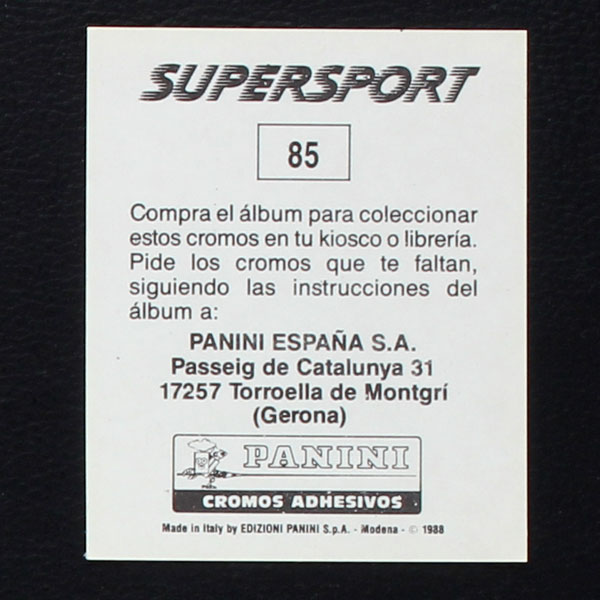 SUPERSPORT
85
Compra el álbum para coleccionar
estos cromos en tu kiosco o librería.
Pide los cromos que te faltan,
siguiendo las instrucciones del
álbum a:
PANINI ESPAÑA S.A.
Passeig de Catalunya 31
17257 Torroella de Montgrí
(Gerona)
PANINI
CROMOS ADHESIVOS
Made in Italy by EDIZIONI PANINI S.p.A. - Modena - © 1988